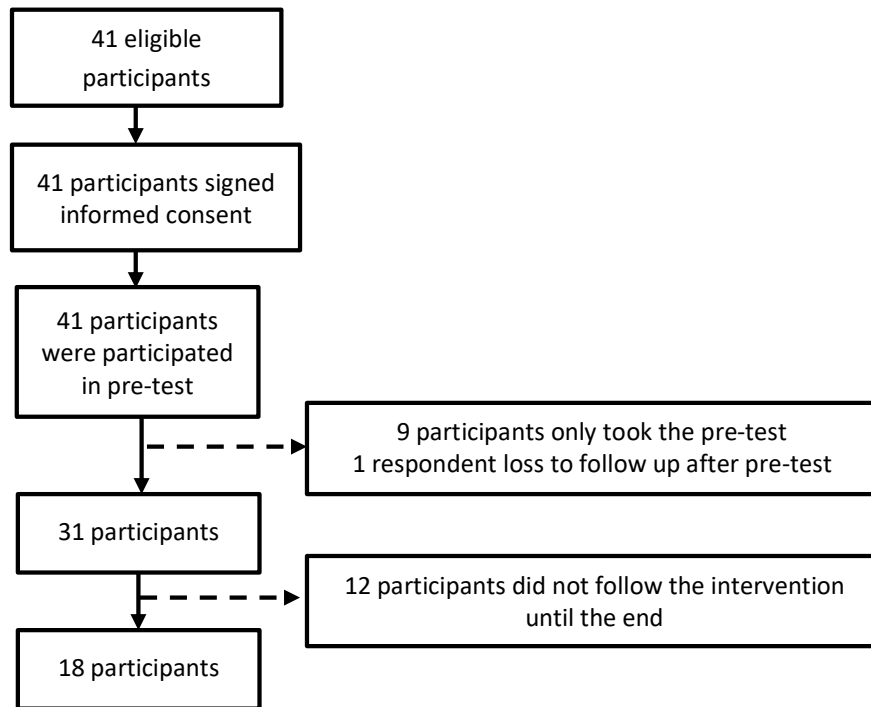 41 eligible
participants
41 participants signed
informed consent
41 participants
were participated
in pre-test
9 participants only took the pre-test
1 respondent loss to follow up after pre-test
31 participants
12 participants did not follow the intervention
until the end
18 participants